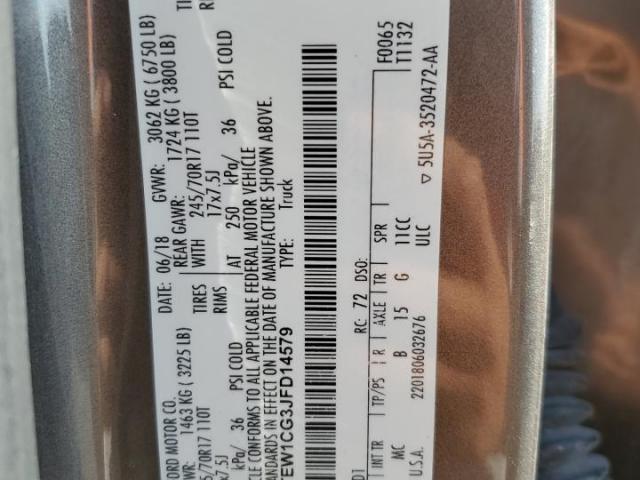 ORD MOTOR CO. DATE: 06/18 GVWR: 3062 KG ( 6750 LB)
WR: 1463 KG ( 3225 LB) REAR GAWR: 1724 KG ( 3800 LB)
5/70R17 110T TIRES WITH 245/70R17 110T
x7.5J RIMS 17x7.5J
kPa/ 36 PSI COLD AT 250 kPa/ 36 PSI COLD
CLE CONFORMS TO ALL APPLICABLE FEDERAL MOTOR VEHICLE
ANDARDS IN EFFECT ON THE DATE OF MANUFACTURE SHOWN ABOVE.
TEW1CG3JFD14579 TYPE: Truck
F0065
T1132
RC: 72 DSO:
INT TR TP/PS R AXLE TR SPR
MC B 15 G 11CC
U.S.A. 2201806032676 ULC
▽ 5U5A-3520472-AA